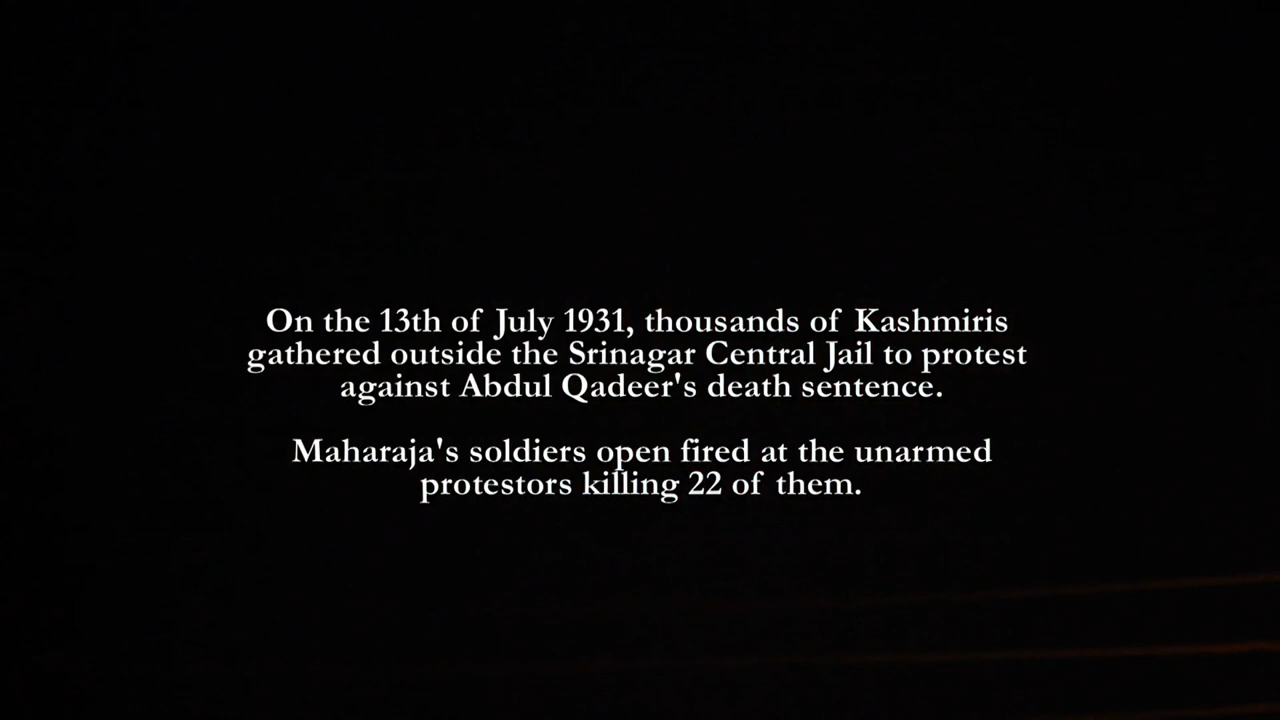 On the 13th of July 1931, thousands of Kashmiris
gathered outside the Srinagar Central Jail to protest
against Abdul Qadeer's death sentence.
Maharaja's soldiers open fired at the unarmed
protestors killing 22 of them.